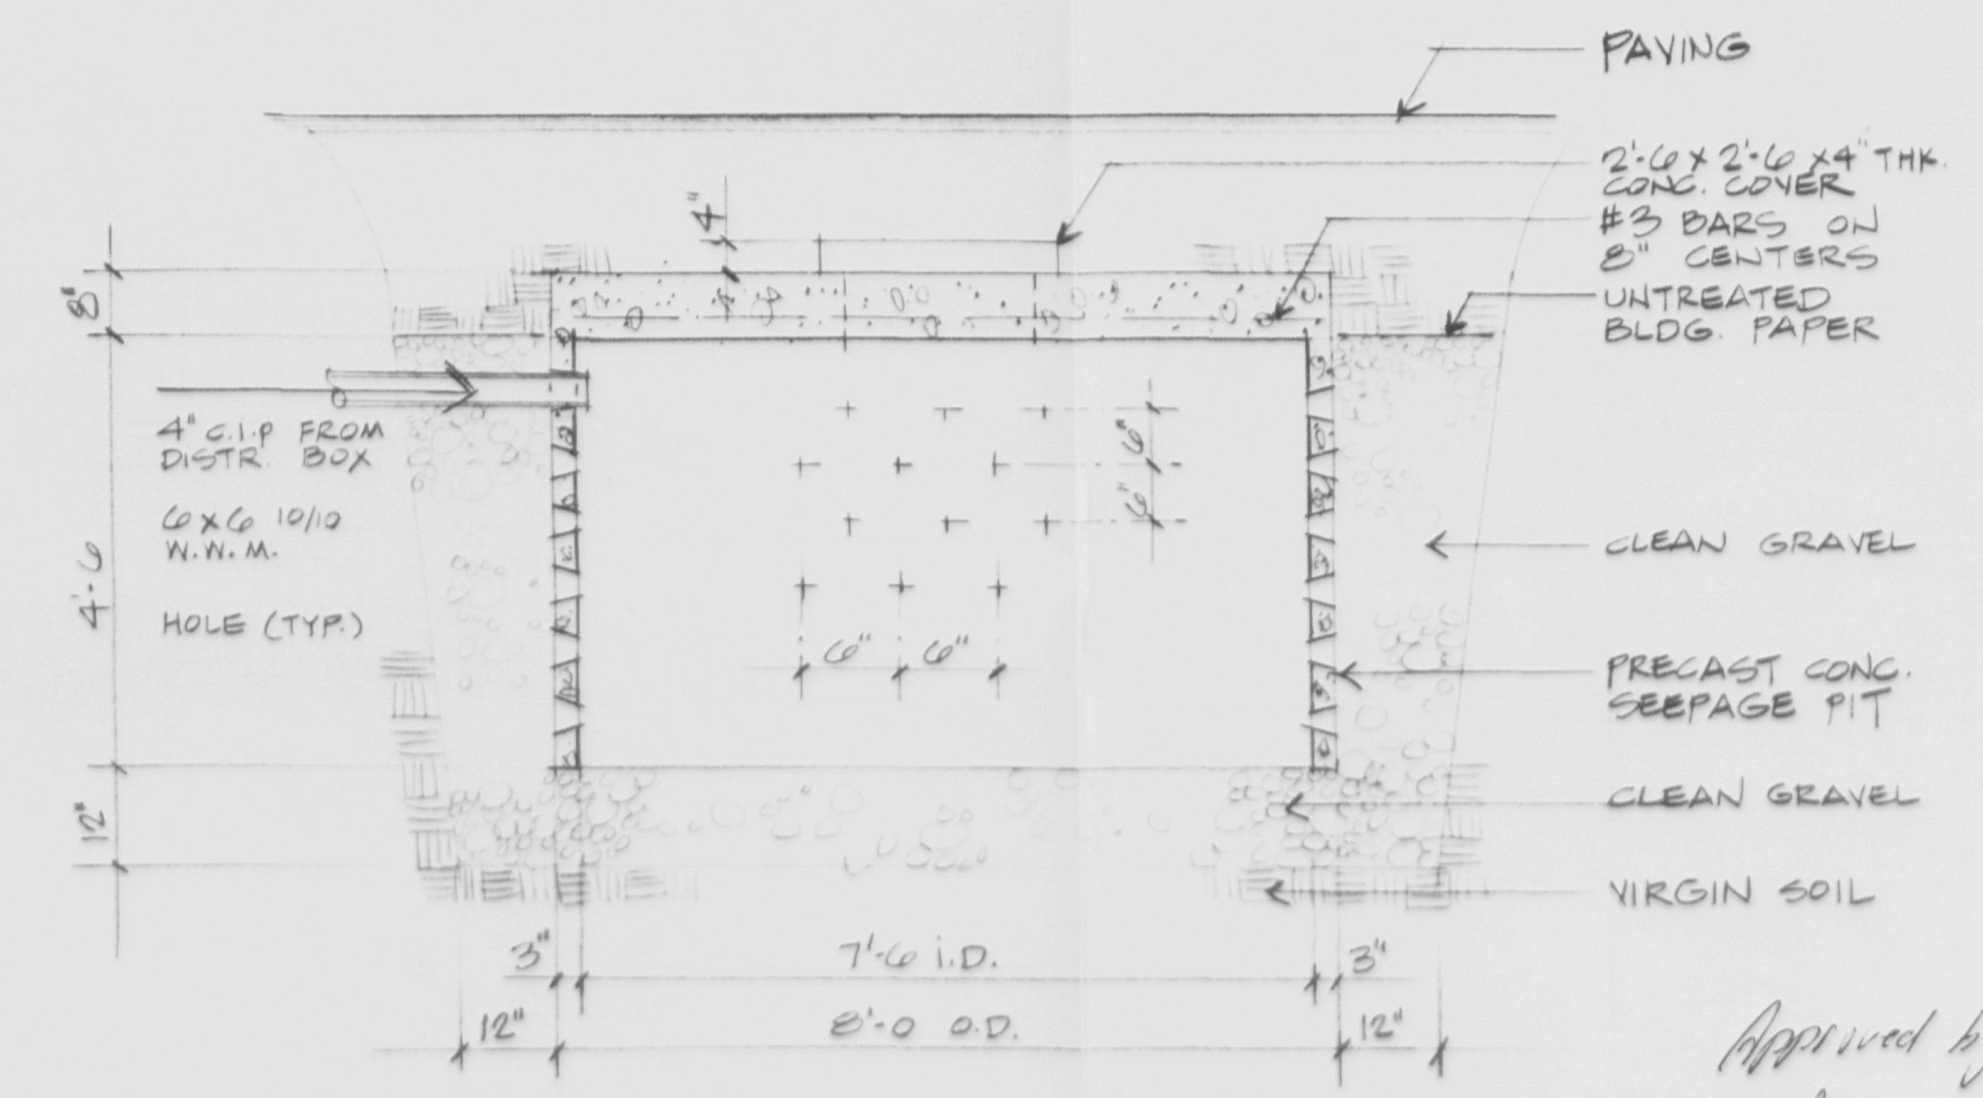 PAVING
2'-6 x 2'-6 x 4" THK.
CONC. COVER
#3 BARS ON
8" CENTERS
UNTREATED
BLDG. PAPER
4"
8"
4" C.I.P FROM
DISTR. BOX
6 x 6 10/10
W.W.M.
HOLE (TYP.)
4'-6
6"
6"
6" 6"
CLEAN GRAVEL
PRECAST CONC.
SEEPAGE PIT
CLEAN GRAVEL
12"
VIRGIN SOIL
3" 7'-6 I.D. 3"
12" 8'-0 O.D. 12"
Approved by